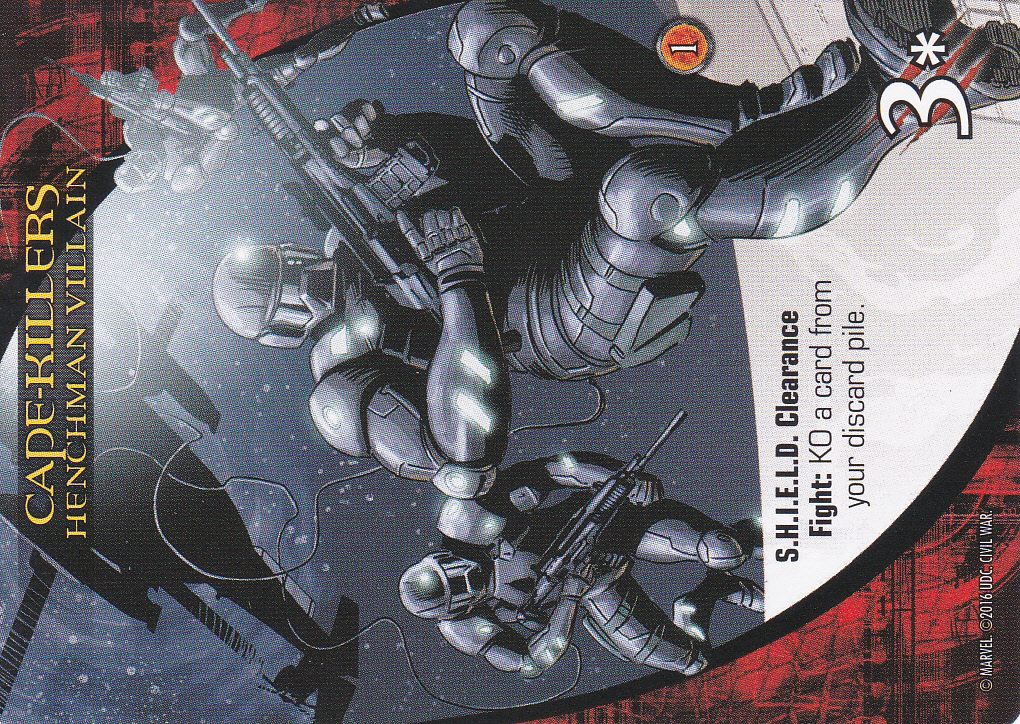 CAPE-KILLERS
HENCHMAN VILLAIN
1
S.H.I.E.L.D. Clearance
Fight: KO a card from
your discard pile.
3*
© MARVEL. ©2016 UDC. CIVIL WAR.